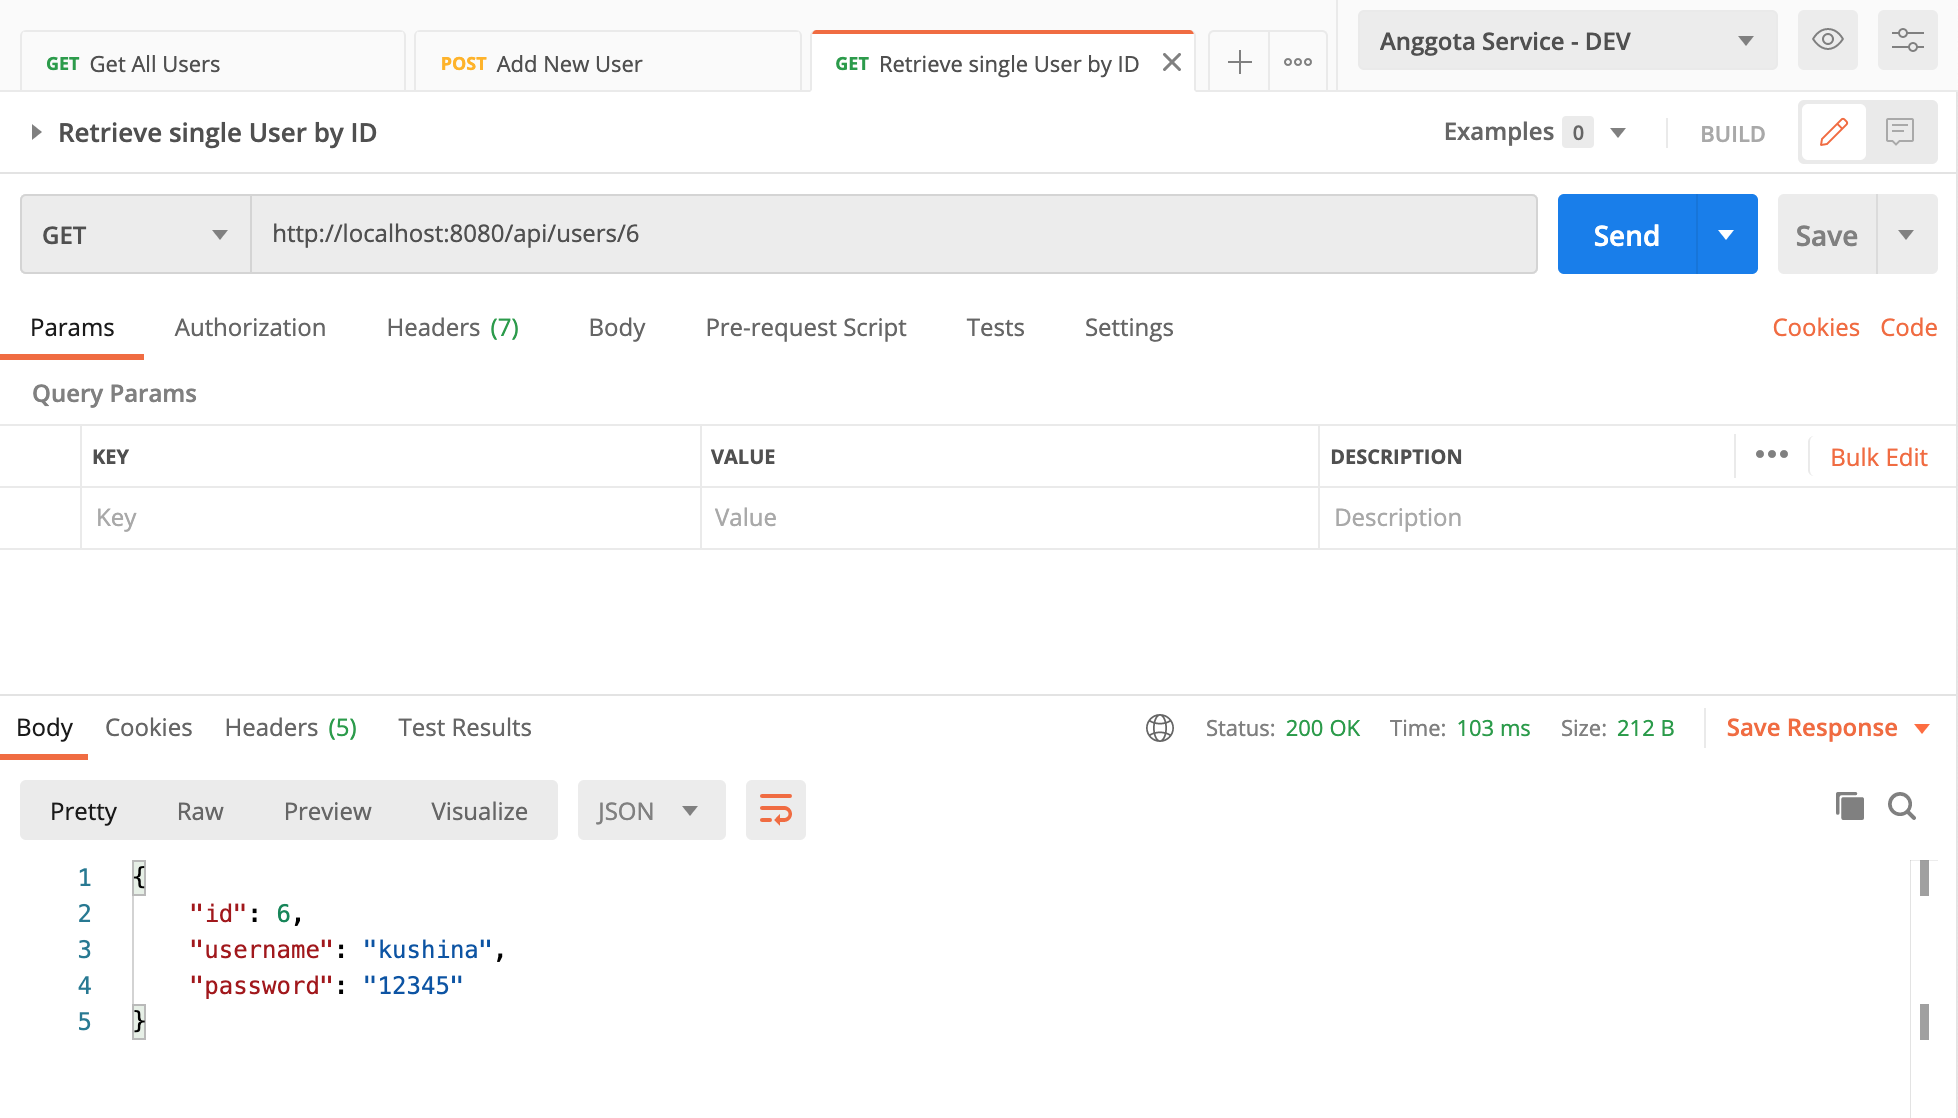 GET Get All Users
POST Add New User
GET Retrieve single User by ID
Anggota Service - DEV
Retrieve single User by ID
Examples 0
BUILD
GET
http://localhost:8080/api/users/6
Send
Save
Params
Authorization
Headers (7)
Body
Pre-request Script
Tests
Settings
Cookies
Code
Query Params
KEY
VALUE
DESCRIPTION
Bulk Edit
Key
Value
Description
Body
Cookies
Headers (5)
Test Results
Status: 200 OK
Time: 103 ms
Size: 212 B
Save Response
Pretty
Raw
Preview
Visualize
JSON
1 {
2 "id": 6,
3 "username": "kushina",
4 "password": "12345"
5 }